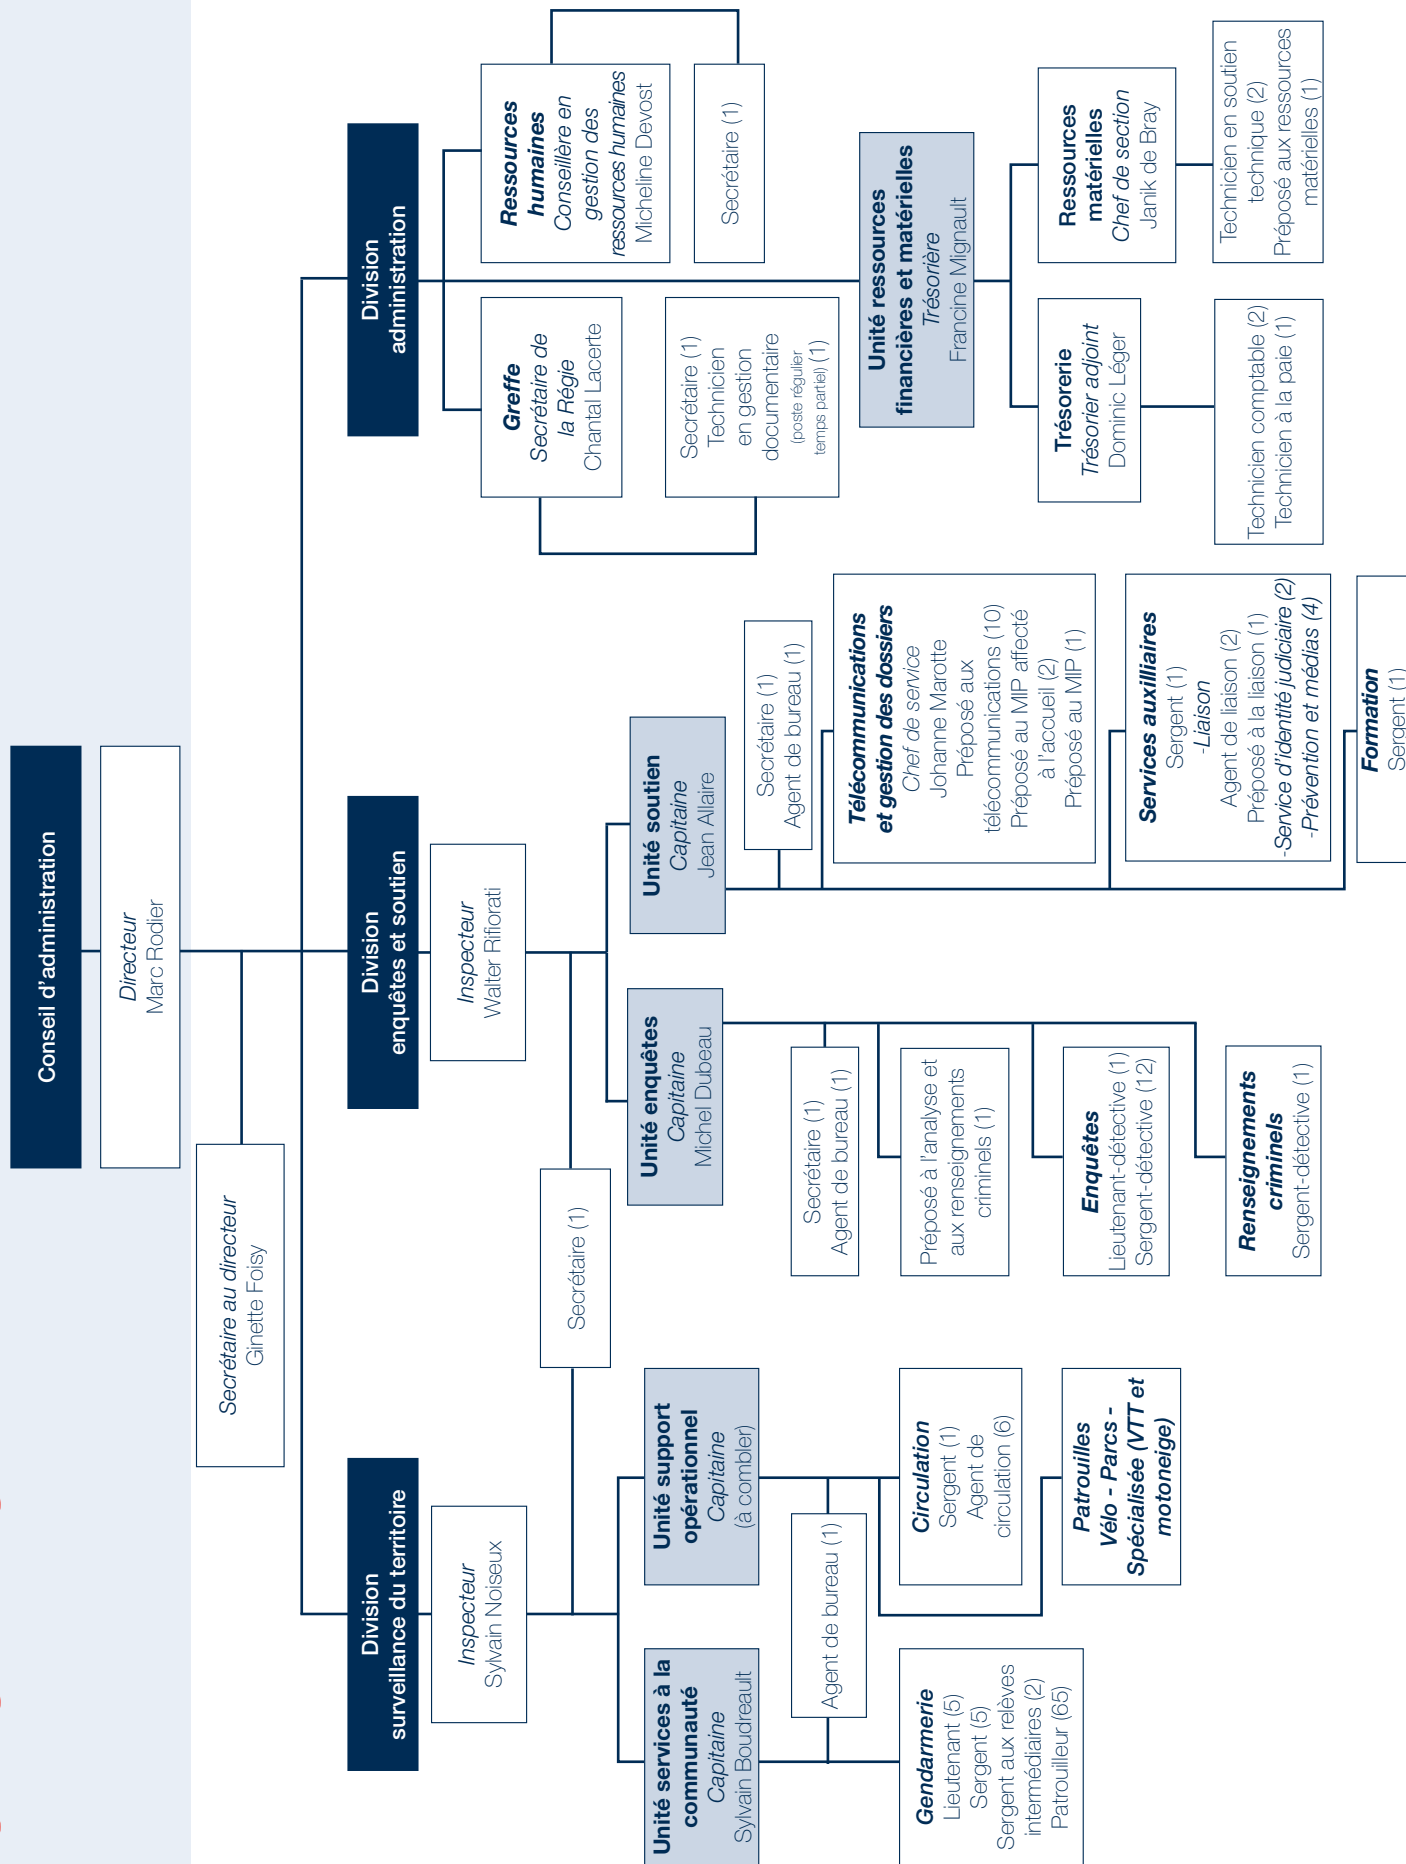 Conseil d'administration
Directeur
Marc Rodier
Secrétaire au directeur
Ginette Foisy
Division
surveillance du territoire
Inspecteur
Sylvain Noiseux
Secrétaire (1)
Unité services à la
communauté
Capitaine
Sylvain Boudreault
Unité support
opérationnel
Capitaine
(à combler)
Agent de bureau (1)
Gendarmerie
Lieutenant (5)
Sergent (5)
Sergent aux relèves
intermédiaires (2)
Patrouilleur (65)
Circulation
Sergent (1)
Agent de
circulation (6)
Patrouilles
Vélo - Parcs -
Spécialisée (VTT et
motoneige)
Division
enquêtes et soutien
Inspecteur
Walter Rifiorati
Unité enquêtes
Capitaine
Michel Dubeau
Secrétaire (1)
Agent de bureau (1)
Préposé à l'analyse et
aux renseignements
criminels (1)
Enquêtes
Lieutenant-détective (1)
Sergent-détective (12)
Renseignements
criminels
Sergent-détective (1)
Unité soutien
Capitaine
Jean Allaire
Secrétaire (1)
Agent de bureau (1)
Télécommunications
et gestion des dossiers
Chef de service
Johanne Marotte
Préposé aux
télécommunications (10)
Préposé au MIP affecté
à l'accueil (2)
Préposé au MIP (1)
Services auxilliaires
Sergent (1)
-Liaison
Agent de liaison (2)
Préposé à la liaison (1)
-Service d'identité judiciaire (2)
-Prévention et médias (4)
Formation
Sergent (1)
Division
administration
Greffe
Secrétaire de
la Régie
Chantal Lacerte
Secrétaire (1)
Technicien
en gestion
documentaire
(poste régulier
temps partiel) (1)
Ressources
humaines
Conseillère en
gestion des
ressources humaines
Micheline Devost
Secrétaire (1)
Unité ressources
financières et matérielles
Trésorière
Francine Mignault
Trésorerie
Trésorier adjoint
Dominic Léger
Technicien comptable (2)
Technicien à la paie (1)
Ressources
matérielles
Chef de section
Janik de Bray
Technicien en soutien
technique (2)
Préposé aux ressources
matérielles (1)